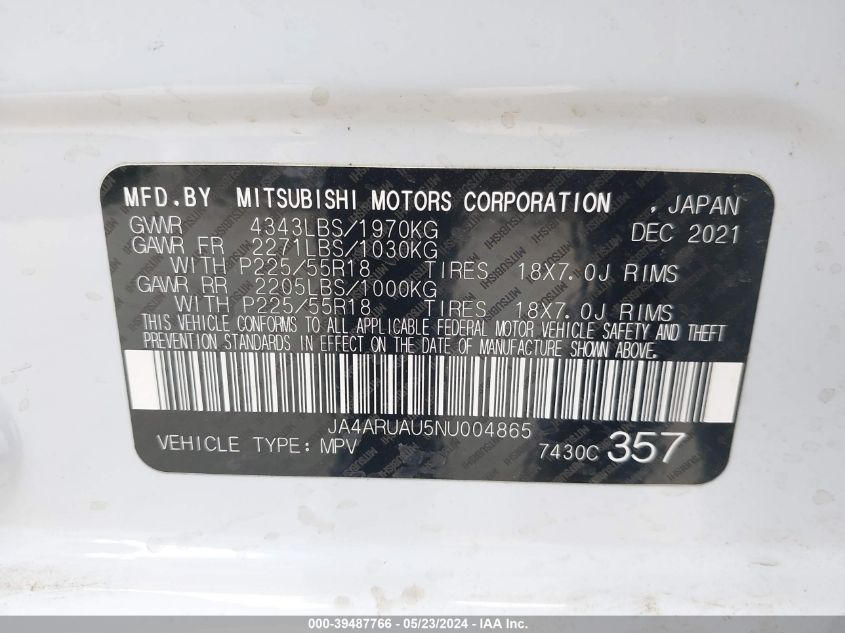 MFD.BY MITSUBISHI MOTORS CORPORATION , JAPAN
GVWR 4343LBS/1970KG DEC 2021
GAWR FR 2271LBS/1030KG
WITH P225/55R18 TIRES 18X7.0J RIMS
GAWR RR 2205LBS/1000KG
WITH P225/55R18 TIRES 18X7.0J RIMS
THIS VEHICLE CONFORMS TO ALL APPLICABLE FEDERAL MOTOR VEHICLE SAFETY AND THEFT
PREVENTION STANDARDS IN EFFECT ON THE DATE OF MANUFACTURE SHOWN ABOVE.
JA4ARUAU5NU004865
VEHICLE TYPE: MPV 7430C 357
000-39487766 - 05/23/2024 - IAA Inc.